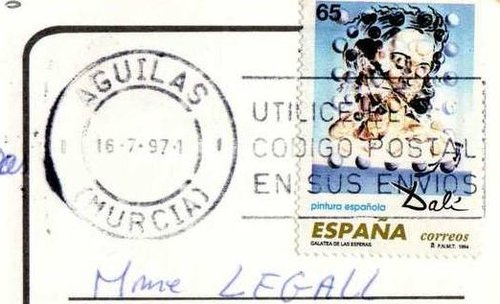 AGUILAS
16-7-97-1
(MURCIA)
UTILICE EL
CODIGO POSTAL
EN SUS ENVIOS
65
pintura española
Dalí
ESPAÑA correos
GALATEA DE LAS ESFERAS F.N.M.T. 1994
Mme LEGALL